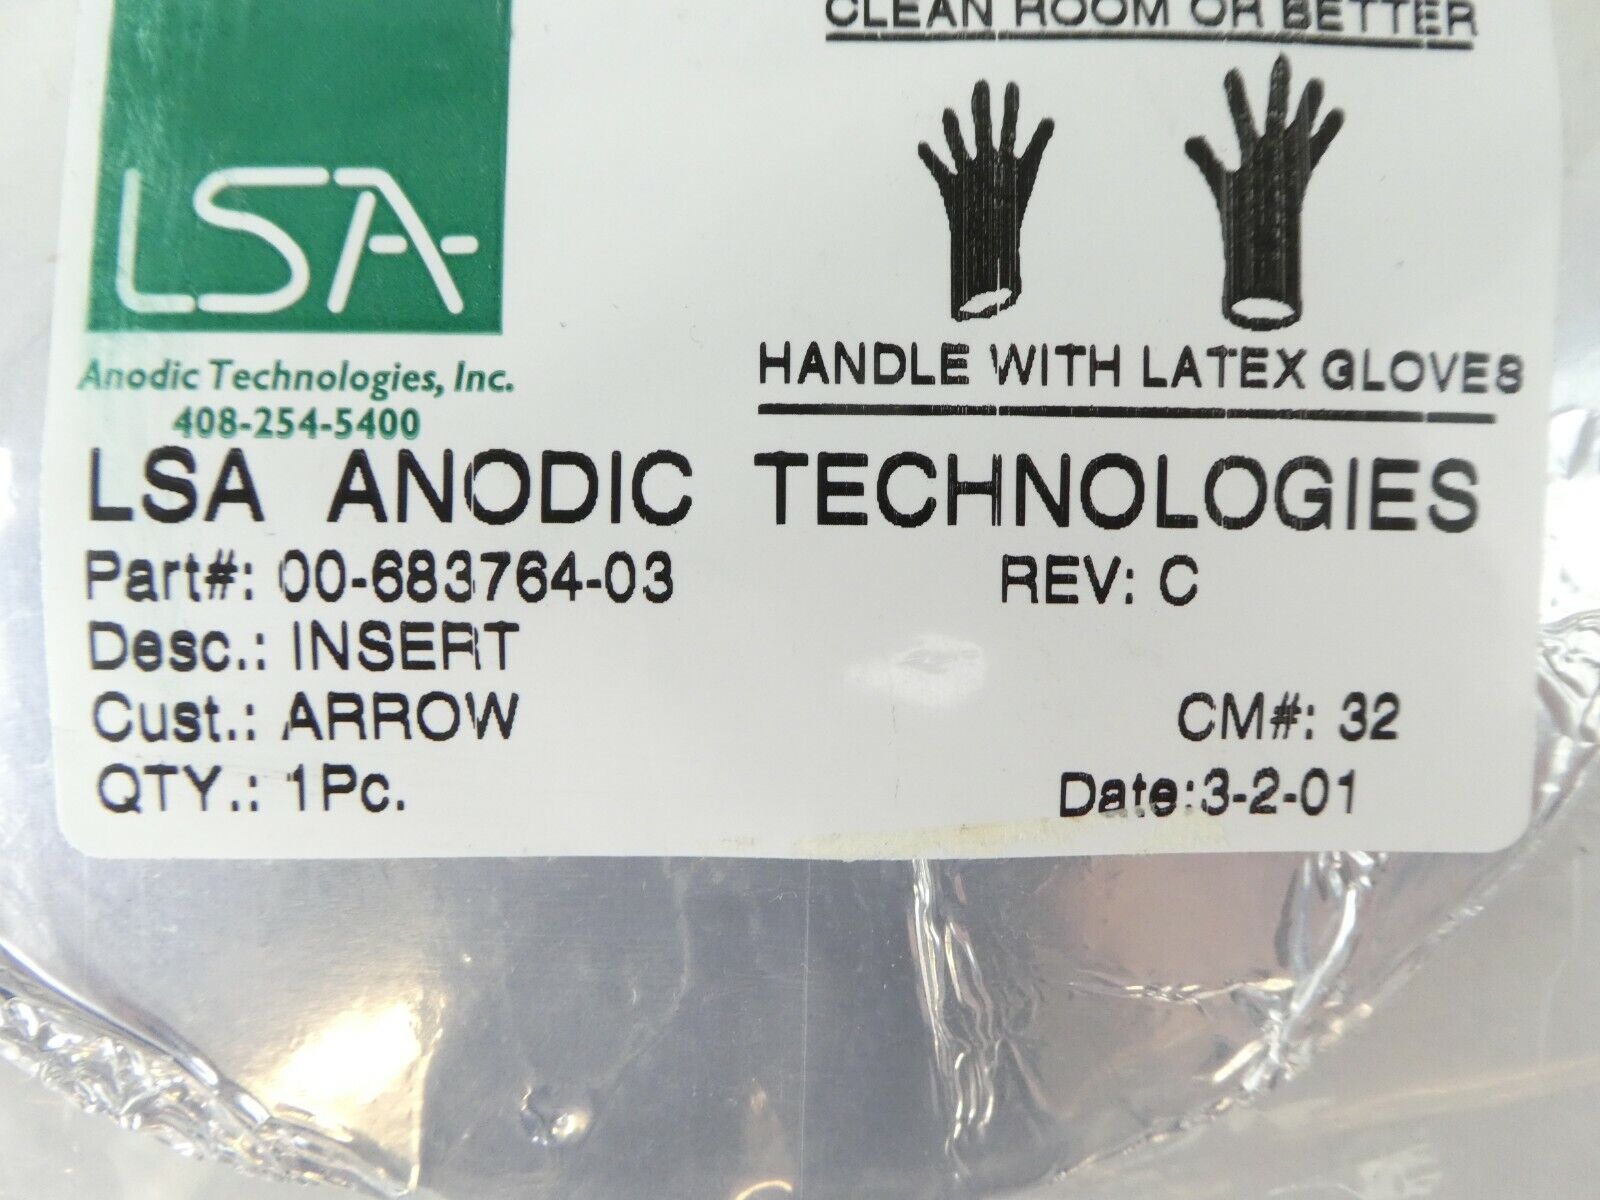 CLEAN ROOM OR BETTER
LSA
Anodic Technologies, Inc.
408-254-5400
HANDLE WITH LATEX GLOVES
LSA ANODIC TECHNOLOGIES
Part#: 00-683764-03 REV: C
Desc.: INSERT
Cust.: ARROW CM#: 32
QTY.: 1Pc. Date:3-2-01